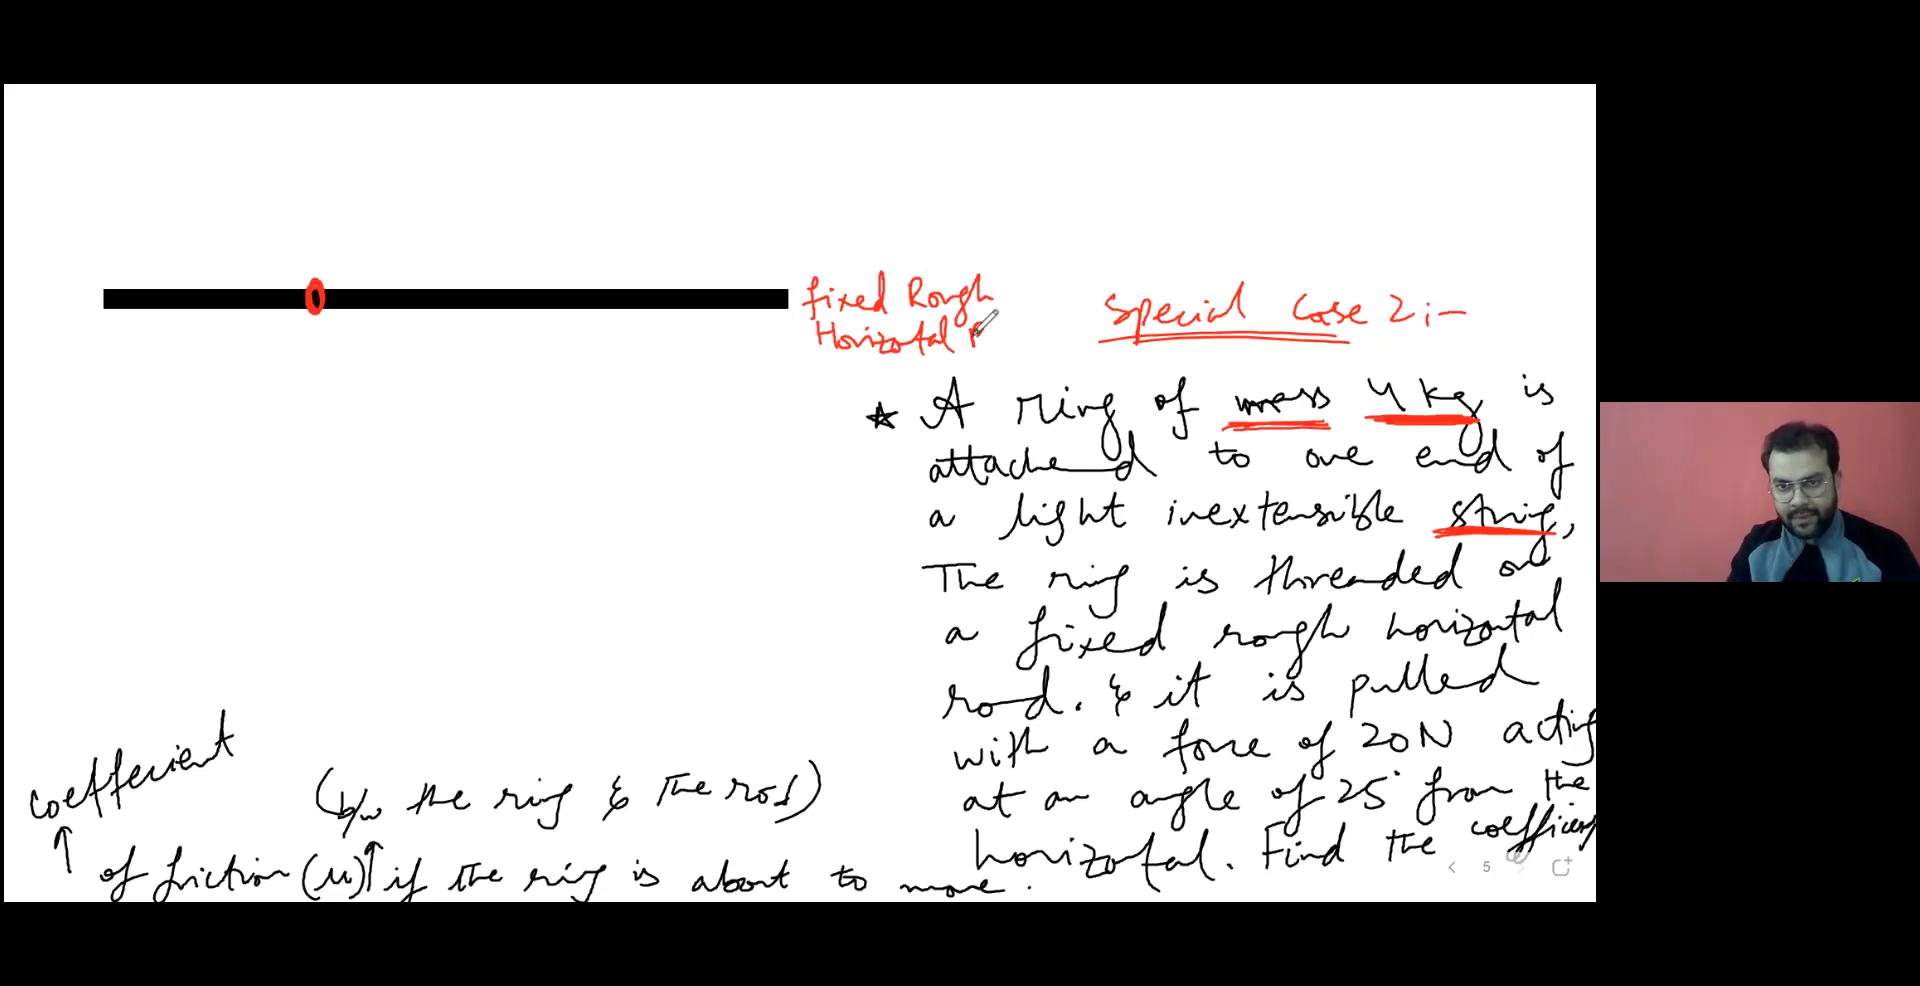 fixed Rough
Horizontal R
Special Case 2 :-
★ A ring of mass 4 kg is
attached to one end of
a light inextensible string,
The ring is threaded on
a fixed rough horizontal
rod. & it is pulled
with a force of 20N acting
at an angle of 25° from the
horizontal. Find the coefficient
coefficient
(b/w the ring & the rod)
↑ of friction (μ)↑ if the ring is about to move.
< 5